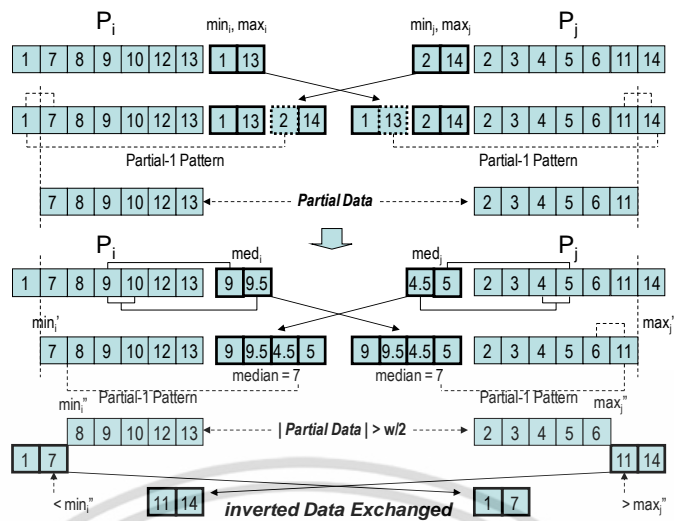 P_i min_i, max_i min_j, max_j P_j
1 7 8 9 10 12 13 1 13 2 14 2 3 4 5 6 11 14
1 7 8 9 10 12 13 1 13 2 14 1 13 2 14 2 3 4 5 6 11 14
Partial-1 Pattern Partial-1 Pattern
7 8 9 10 12 13 Partial Data 2 3 4 5 6 11
P_i med_i med_j P_j
1 7 8 9 10 12 13 9 9.5 4.5 5 2 3 4 5 6 11 14
min_i' max_j'
7 8 9 10 12 13 9 9.5 4.5 5 9 9.5 4.5 5 2 3 4 5 6 11
median = 7 median = 7
Partial-1 Pattern Partial-1 Pattern
min_i" max_j"
8 9 10 12 13 | Partial Data | > w/2 2 3 4 5 6
1 7 11 14
< min_i" 11 14 inverted Data Exchanged 1 7 > max_j"